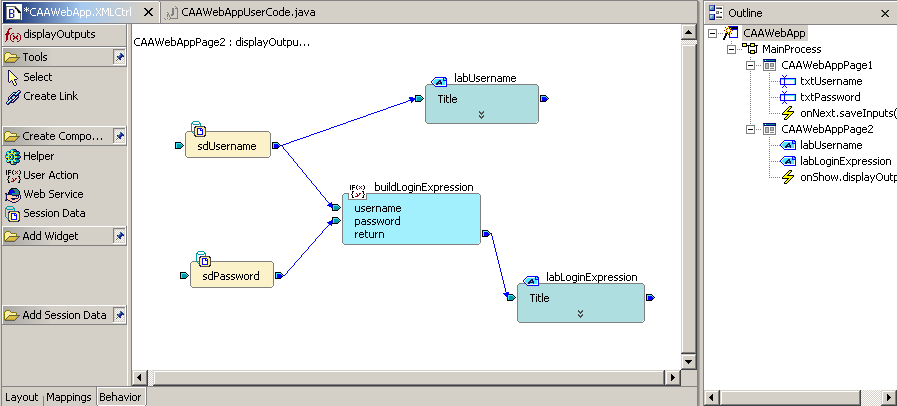 *CAAWebApp.XMLCtrl
CAAWebAppUserCode.java
displayOutputs
Tools
Select
Create Link
Create Compo...
Helper
User Action
Web Service
Session Data
Add Widget
Add Session Data
CAAWebAppPage2 : displayOutpu...
labUsername
Title
sdUsername
buildLoginExpression
username
password
return
sdPassword
labLoginExpression
Title
Layout Mappings Behavior
Outline
CAAWebApp
MainProcess
CAAWebAppPage1
txtUsername
txtPassword
onNext.saveInputs(
CAAWebAppPage2
labUsername
labLoginExpression
onShow.displayOutp